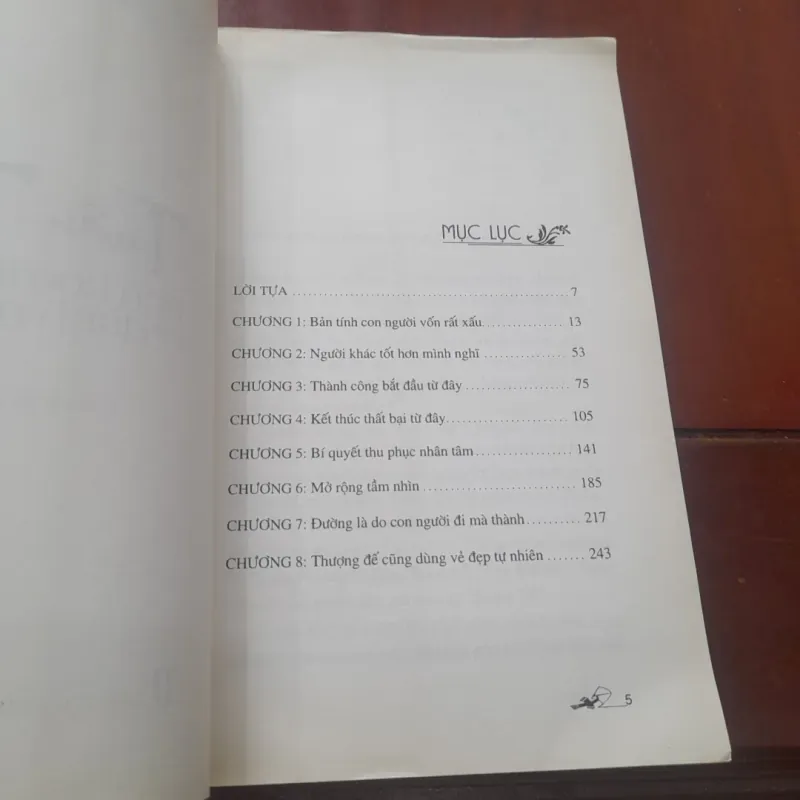 MỤC LỤC
LỜI TỰA ........................................ 7
CHƯƠNG 1: Bản tính con người vốn rất xấu ............... 13
CHƯƠNG 2: Người khác tốt hơn mình nghĩ ............... 53
CHƯƠNG 3: Thành công bắt đầu từ đây ............... 75
CHƯƠNG 4: Kết thúc thất bại từ đây ............... 105
CHƯƠNG 5: Bí quyết thu phục nhân tâm ............... 141
CHƯƠNG 6: Mở rộng tầm nhìn ............... 185
CHƯƠNG 7: Đường là do con người đi mà thành .......... 217
CHƯƠNG 8: Thượng đế cũng dùng vẻ đẹp tự nhiên ....... 243
5